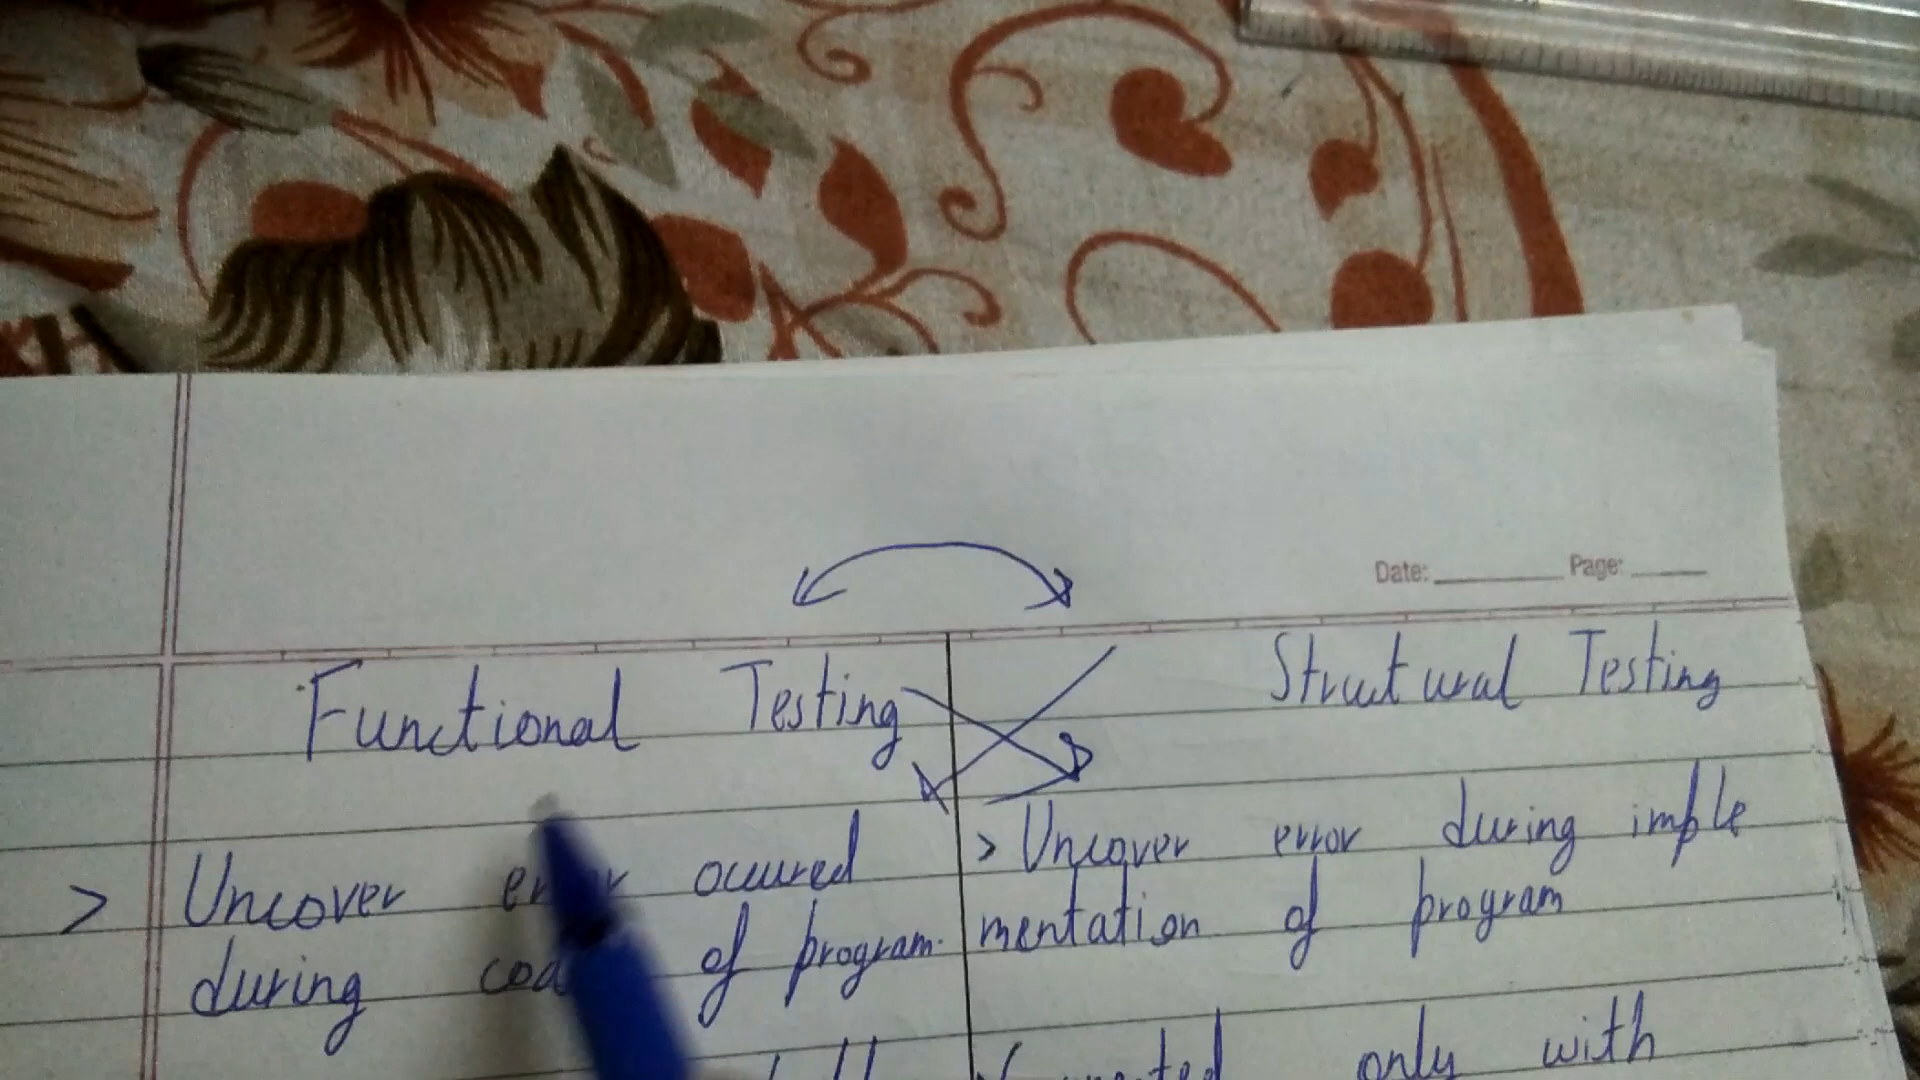 Date: Page:
Functional Testing
Structural Testing
> Uncover error occured
during of program.
> Uncover error during imple
mentation of program
only with